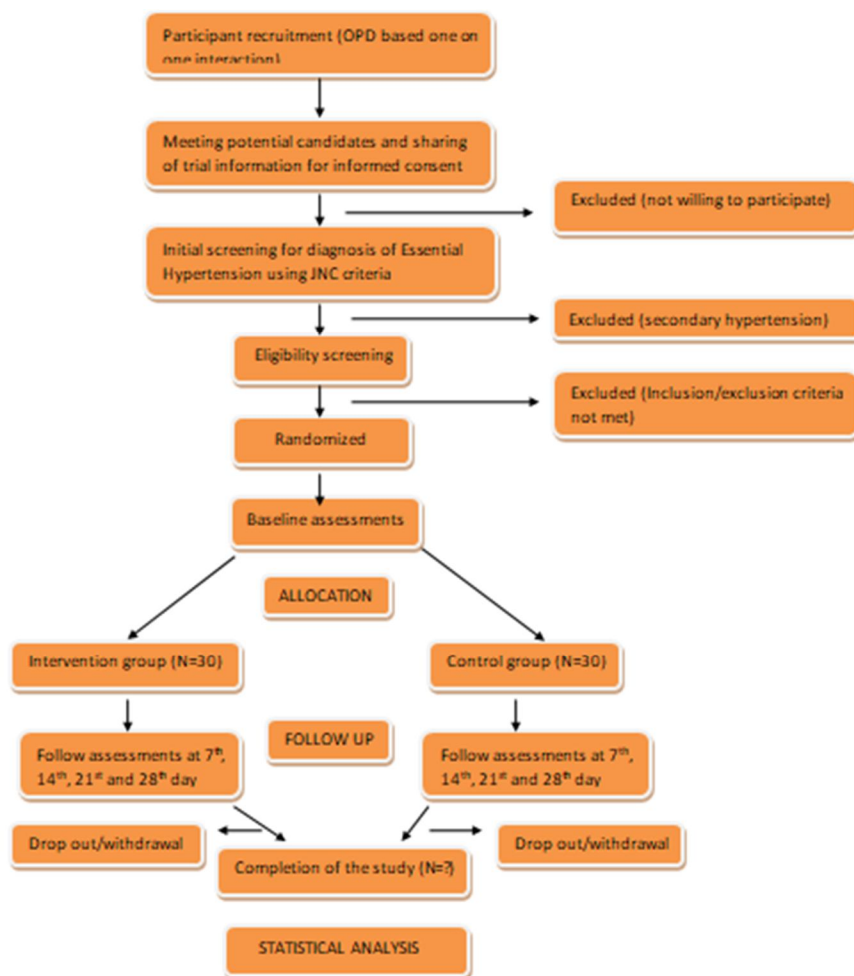 Participant recruitment (OPD based one on
one interaction)
Meeting potential candidates and sharing
of trial information for informed consent
Excluded (not willing to participate)
Initial screening for diagnosis of Essential
Hypertension using JNC criteria
Excluded (secondary hypertension)
Eligibility screening
Excluded (Inclusion/exclusion criteria
not met)
Randomized
Baseline assessments
ALLOCATION
Intervention group (N=30)
Control group (N=30)
FOLLOW UP
Follow assessments at 7th,
14th, 21st and 28th day
Follow assessments at 7th,
14th, 21st and 28th day
Drop out/withdrawal
Drop out/withdrawal
Completion of the study (N=?)
STATISTICAL ANALYSIS